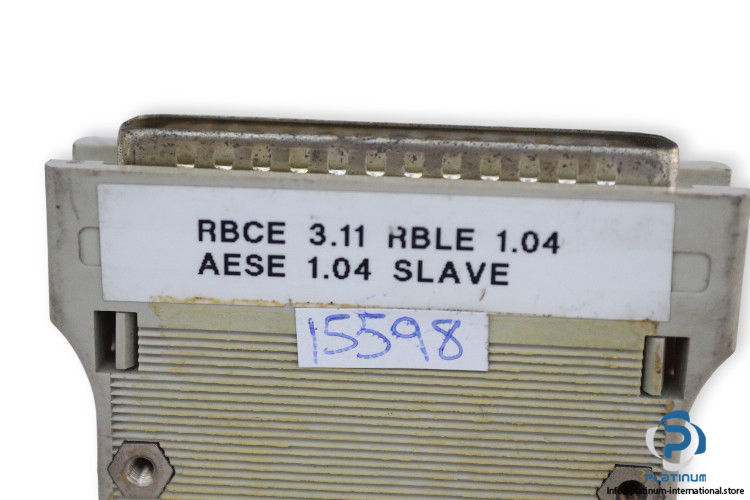 RBCE 3.11 RBLE 1.04
AESE 1.04 SLAVE
15598
PLATINUM
info@platinum-international.store